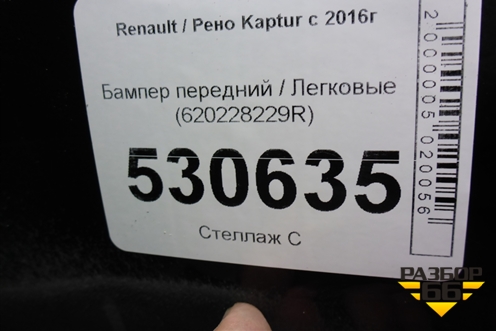 Renault / Рено Kaptur с 2016г
Бампер передний / Легковые
(620228229R)
530635
Стеллаж С
2000005020056
РАЗБОР
66